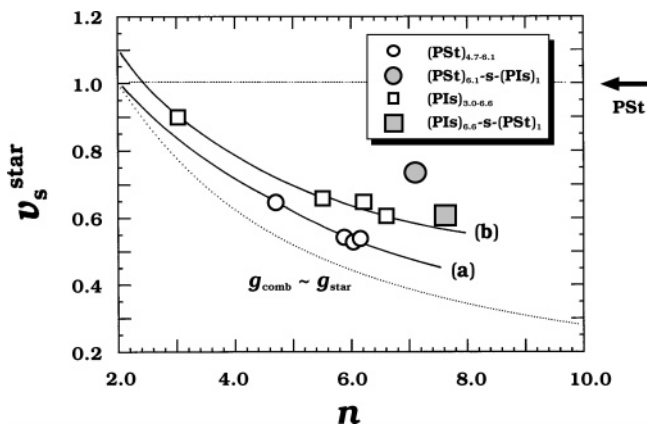 1.2
1.0
0.8
0.6
0.4
0.2
v_s^star
(PSt)4.7-6.1
(PSt)6.1-s-(PIs)1
(PIs)3.0-6.6
(PIs)6.6-s-(PSt)1
PSt
(b)
(a)
g_comb ~ g_star
2.0 4.0 6.0 8.0 10.0
n